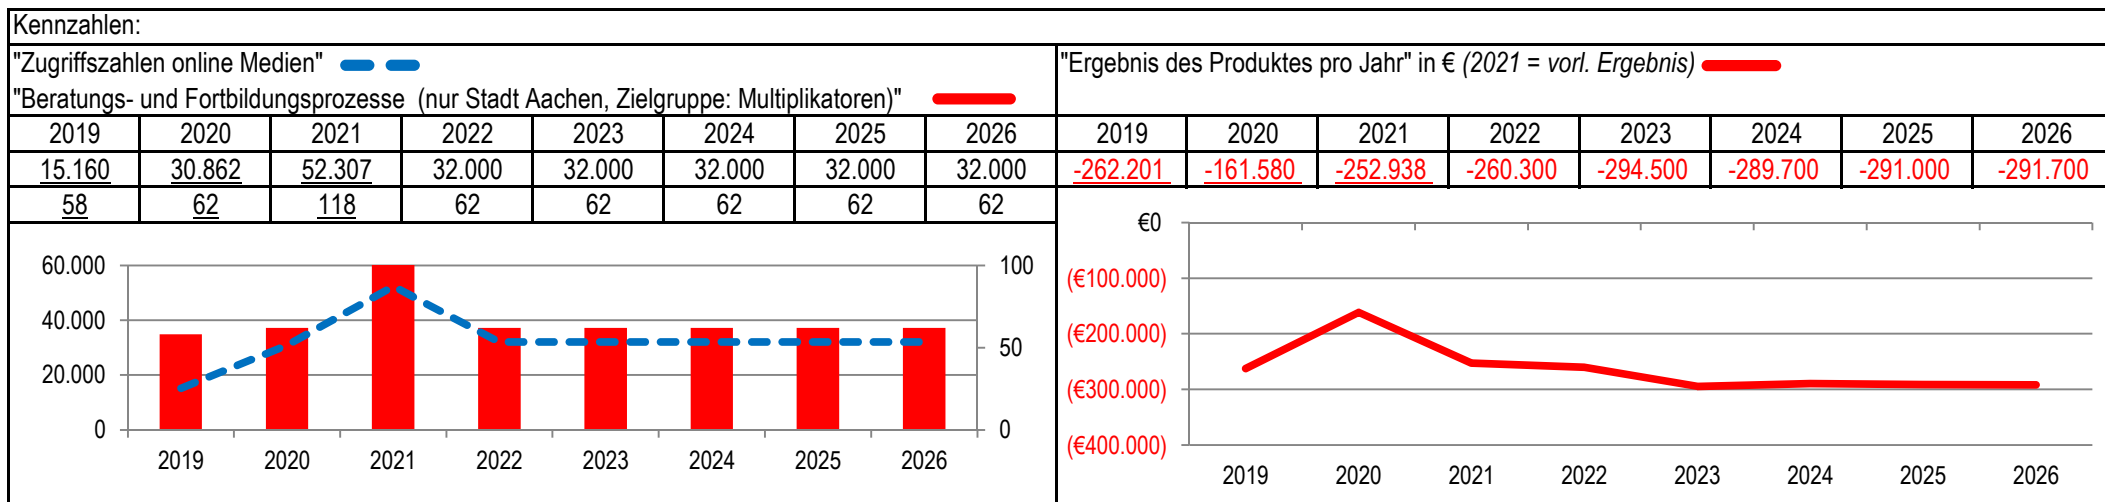 Kennzahlen:
"Zugriffszahlen online Medien"
"Beratungs- und Fortbildungsprozesse (nur Stadt Aachen, Zielgruppe: Multiplikatoren)"
2019 2020 2021 2022 2023 2024 2025 2026
15.160 30.862 52.307 32.000 32.000 32.000 32.000 32.000
58 62 118 62 62 62 62 62
60.000 100
40.000
50
20.000
0 0
2019 2020 2021 2022 2023 2024 2025 2026
"Ergebnis des Produktes pro Jahr" in € (2021 = vorl. Ergebnis)
2019 2020 2021 2022 2023 2024 2025 2026
-262.201 -161.580 -252.938 -260.300 -294.500 -289.700 -291.000 -291.700
€0
(€100.000)
(€200.000)
(€300.000)
(€400.000)
2019 2020 2021 2022 2023 2024 2025 2026